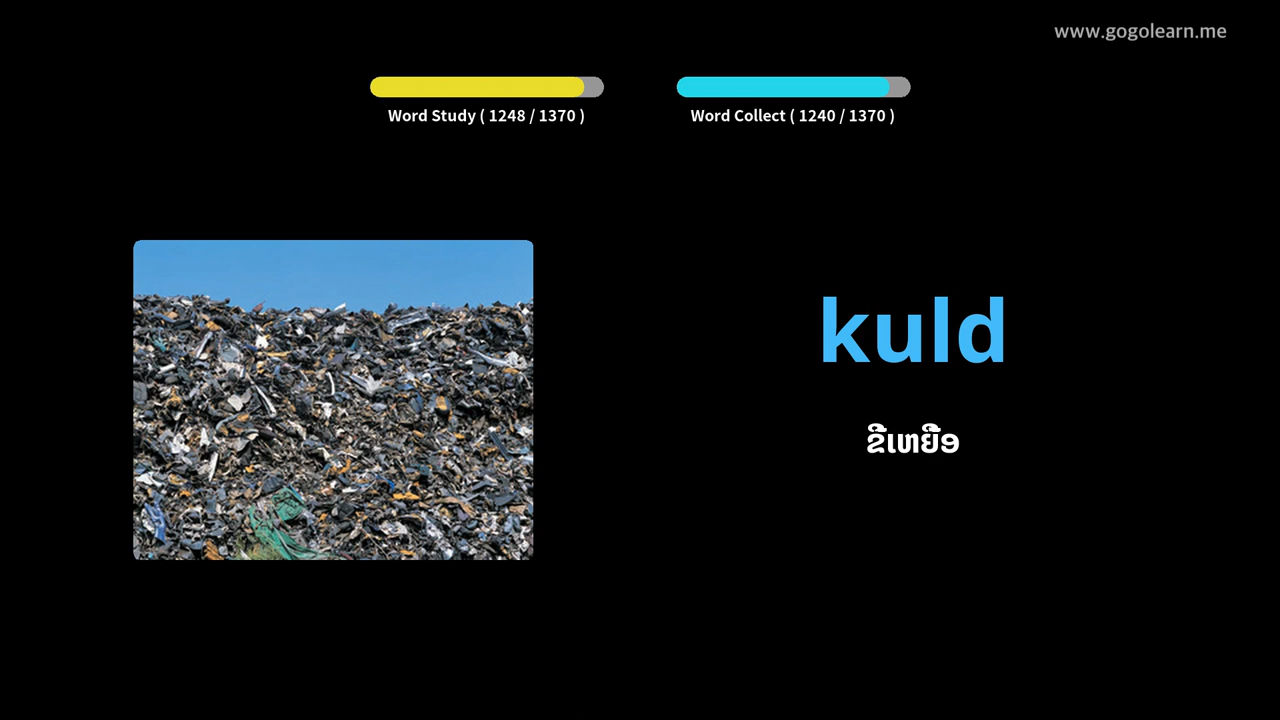 www.gogolearn.me
Word Study ( 1248 / 1370 )
Word Collect ( 1240 / 1370 )
kuld
ຂີ້ເຫຍື້ອ